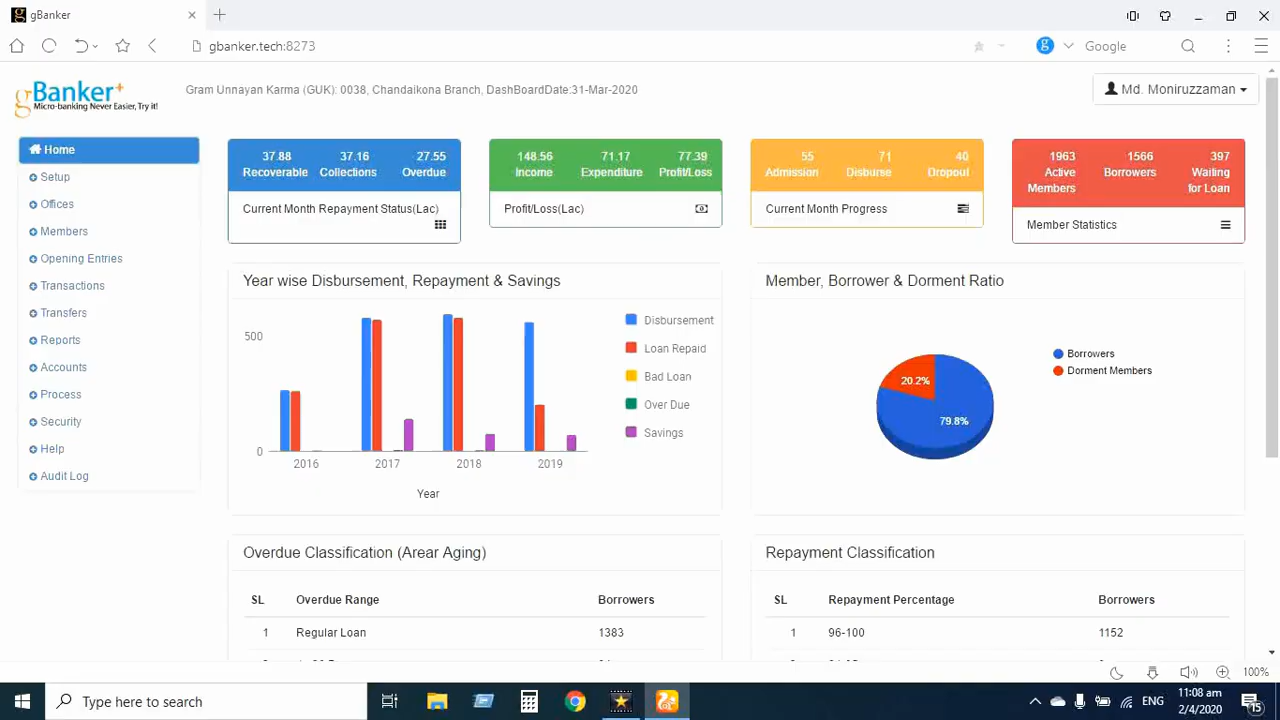 gBanker
gbanker.tech:8273
Google
gBanker+
Micro-banking Never Easier, Try it!
Gram Unnayan Karma (GUK): 0038, Chandaikona Branch, DashBoardDate:31-Mar-2020
Md. Moniruzzaman
Home
Setup
Offices
Members
Opening Entries
Transactions
Transfers
Reports
Accounts
Process
Security
Help
Audit Log
37.88 37.16 27.55
Recoverable Collections Overdue
Current Month Repayment Status(Lac)
148.56 71.17 77.39
Income Expenditure Profit/Loss
Profit/Loss(Lac)
55 71 40
Admission Disburse Dropout
Current Month Progress
1963 1566 397
Active Borrowers Waiting
Members for Loan
Member Statistics
Year wise Disbursement, Repayment & Savings
500
0
2016 2017 2018 2019
Year
Disbursement
Loan Repaid
Bad Loan
Over Due
Savings
Member, Borrower & Dorment Ratio
20.2%
79.8%
Borrowers
Dorment Members
Overdue Classification (Arear Aging)
SL Overdue Range Borrowers
1 Regular Loan 1383
Repayment Classification
SL Repayment Percentage Borrowers
1 96-100 1152
100%
Type here to search
ENG
11:08 am
2/4/2020
15